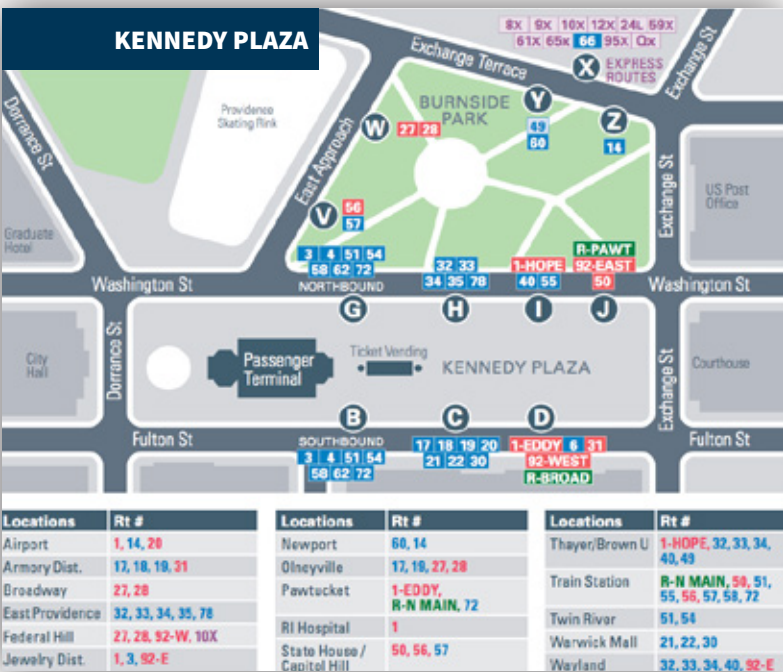 KENNEDY PLAZA
8X 9X 10X 12X 24L 59X
61X 65X 66 95X QX
X EXPRESS
ROUTES
Exchange Terrace
Exchange St
Dorrance St
Providence
Skating Rink
BURNSIDE
PARK
Y
49
60
Z
14
W 27 28
East Approach
V 56
57
Exchange St
US Post
Office
Graduate
Hotel
3 4 51 54
58 62 72
NORTHBOUND
32 33
34 35 78
1-HOPE
40 55
R-PAWT
92-EAST
50
Washington St
Washington St
G H I J
City
Hall
Dorrance St
Passenger
Terminal
Ticket Vending
KENNEDY PLAZA
Exchange St
Courthouse
B C D
Fulton St
Fulton St
SOUTHBOUND
3 4 51 54
58 62 72
17 18 19 20
21 22 30
1-EDDY 6 31
92-WEST
R-BROAD
Locations Rt #
Airport 1, 14, 20
Armory Dist. 17, 18, 19, 31
Broadway 27, 28
East Providence 32, 33, 34, 35, 78
Federal Hill 27, 28, 92-W, 10X
Jewelry Dist. 1, 3, 92-E
Locations Rt #
Newport 60, 14
Olneyville 17, 19, 27, 28
Pawtucket 1-EDDY,
R-N MAIN, 72
RI Hospital 1
State House / 50, 56, 57
Capitol Hill
Locations Rt #
Thayer/Brown U 1-HOPE, 32, 33, 34,
40, 49
Train Station R-N MAIN, 50, 51,
55, 56, 57, 58, 72
Twin River 51, 54
Warwick Mall 21, 22, 30
Wayland 32, 33, 34, 40, 92-E